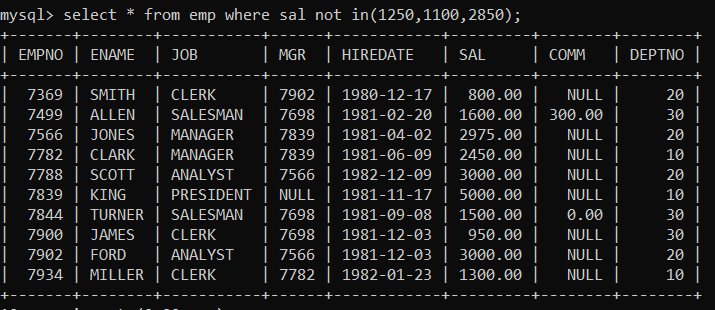 mysql> select * from emp where sal not in(1250,1100,2850);
+-------+--------+-----------+------+------------+---------+--------+--------+
| EMPNO | ENAME  | JOB       | MGR  | HIREDATE   | SAL     | COMM   | DEPTNO |
+-------+--------+-----------+------+------------+---------+--------+--------+
|  7369 | SMITH  | CLERK     | 7902 | 1980-12-17 |  800.00 |   NULL |     20 |
|  7499 | ALLEN  | SALESMAN  | 7698 | 1981-02-20 | 1600.00 | 300.00 |     30 |
|  7566 | JONES  | MANAGER   | 7839 | 1981-04-02 | 2975.00 |   NULL |     20 |
|  7782 | CLARK  | MANAGER   | 7839 | 1981-06-09 | 2450.00 |   NULL |     10 |
|  7788 | SCOTT  | ANALYST   | 7566 | 1982-12-09 | 3000.00 |   NULL |     20 |
|  7839 | KING   | PRESIDENT | NULL | 1981-11-17 | 5000.00 |   NULL |     10 |
|  7844 | TURNER | SALESMAN  | 7698 | 1981-09-08 | 1500.00 |   0.00 |     30 |
|  7900 | JAMES  | CLERK     | 7698 | 1981-12-03 |  950.00 |   NULL |     30 |
|  7902 | FORD   | ANALYST   | 7566 | 1981-12-03 | 3000.00 |   NULL |     20 |
|  7934 | MILLER | CLERK     | 7782 | 1982-01-23 | 1300.00 |   NULL |     10 |
+-------+--------+-----------+------+------------+---------+--------+--------+